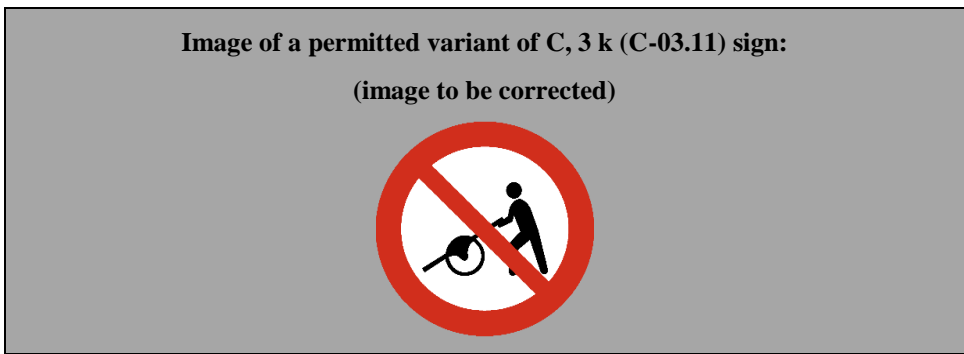 Image of a permitted variant of C, 3 k (C-03.11) sign:
(image to be corrected)